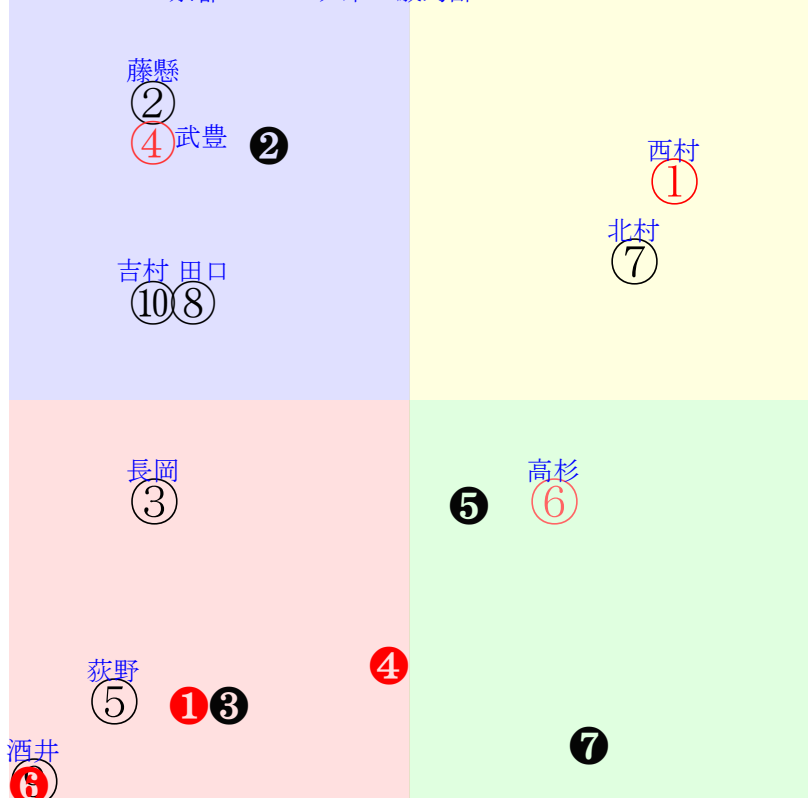 藤懸
②
④武豊 ❷
西村
①
北村
⑦
吉村 田口
⑩⑧
長岡
③
高杉
⑥
❺
❹
荻野
⑤ ❶❸
❼
酒井
❻